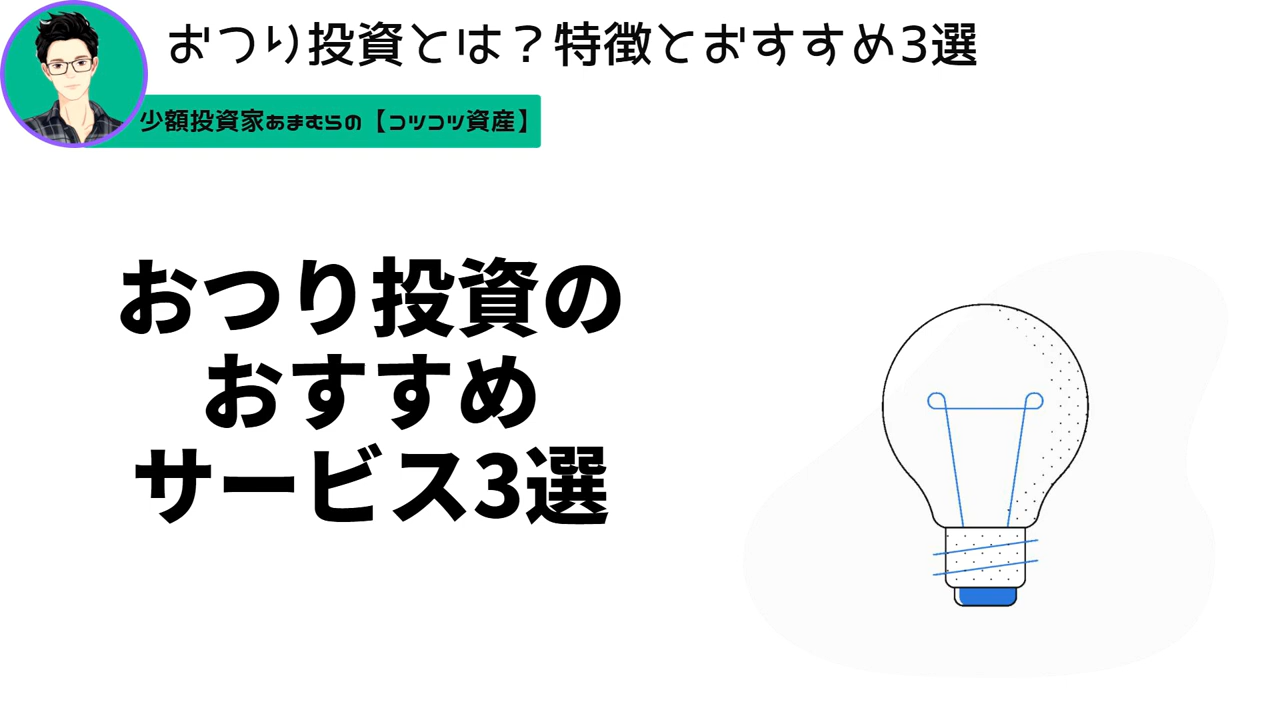 おつり投資とは？特徴とおすすめ3選
少額投資家あまむらの【コツコツ資産】
おつり投資の
おすすめ
サービス3選